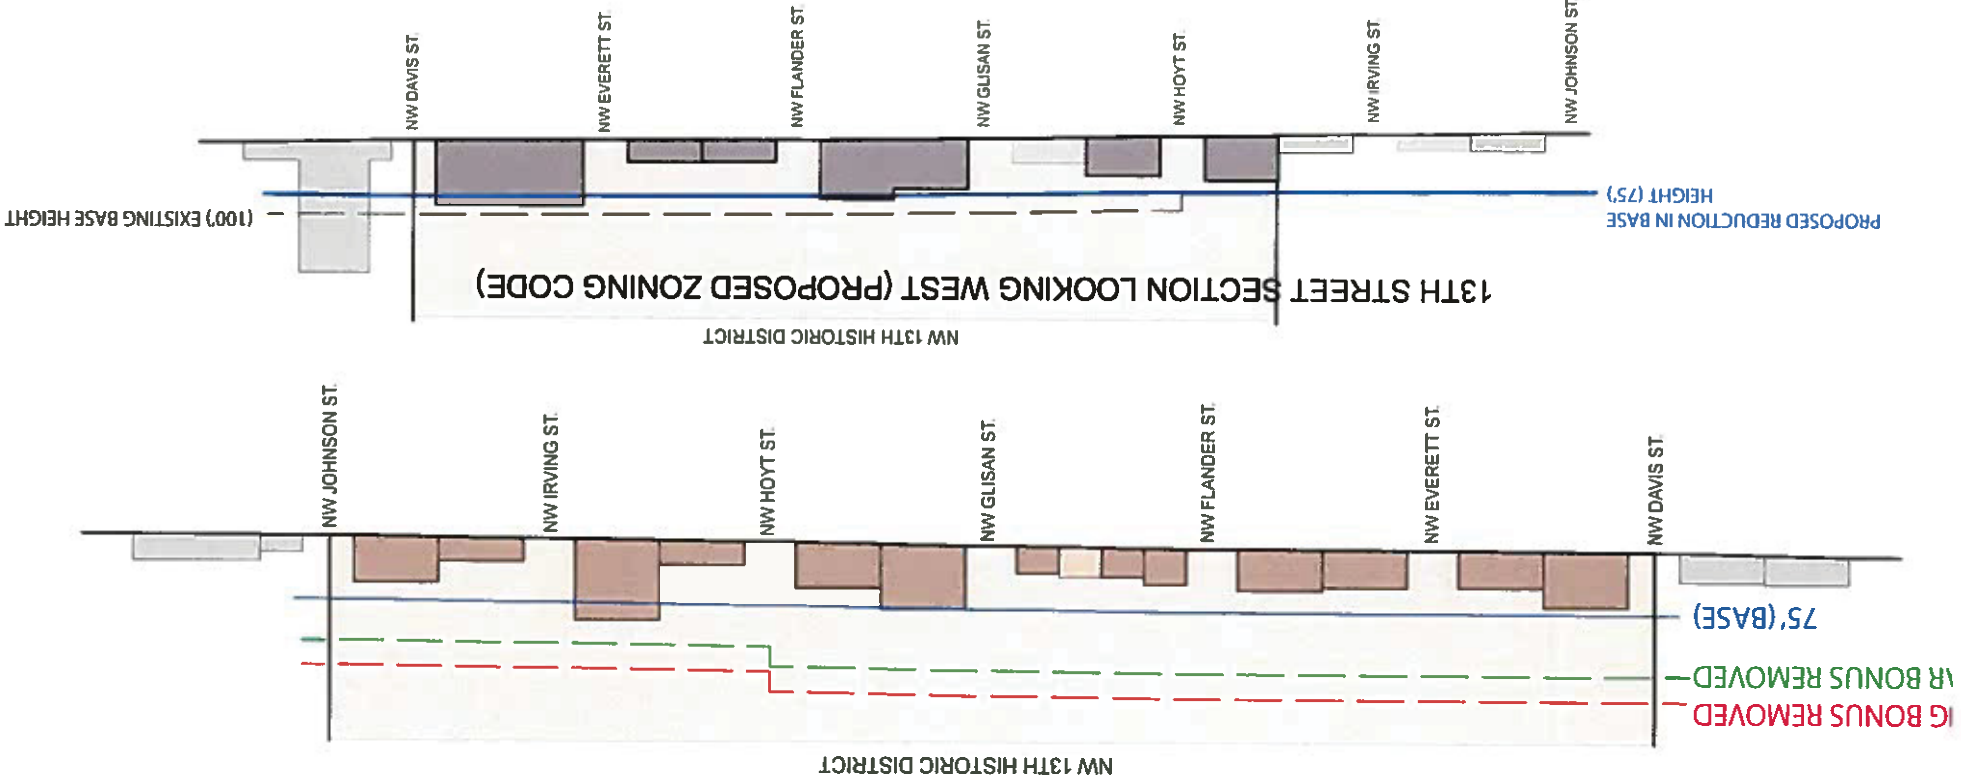 NW DAVIS ST.
NW EVERETT ST.
NW FLANDER ST.
NW GLISAN ST.
NW HOYT ST.
NW IRVING ST.
NW JOHNSON ST.
(100') EXISTING BASE HEIGHT
PROPOSED REDUCTION IN BASE
HEIGHT (75')
13TH STREET SECTION LOOKING WEST (PROPOSED ZONING CODE)
NW 13TH HISTORIC DISTRICT
NW JOHNSON ST.
NW IRVING ST.
NW HOYT ST.
NW GLISAN ST.
NW FLANDER ST.
NW EVERETT ST.
NW DAVIS ST.
75' (BASE)
BONUS REMOVED
BONUS REMOVED
NW 13TH HISTORIC DISTRICT